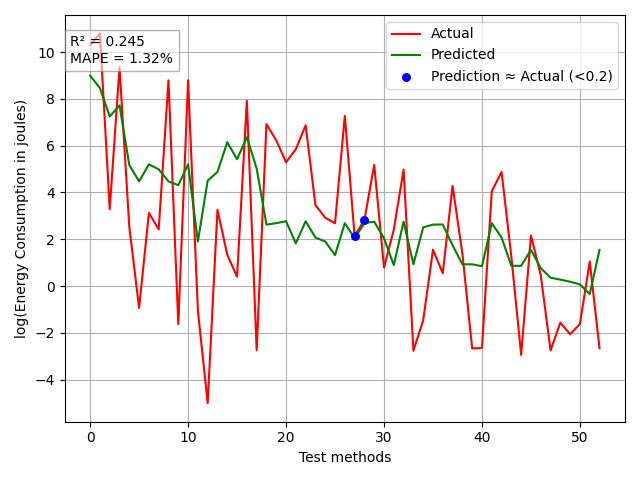 R² = 0.245
MAPE = 1.32%
Actual
Predicted
Prediction ≈ Actual (<0.2)
log(Energy Consumption in joules)
10
8
6
4
2
0
−2
−4
0
10
20
30
40
50
Test methods